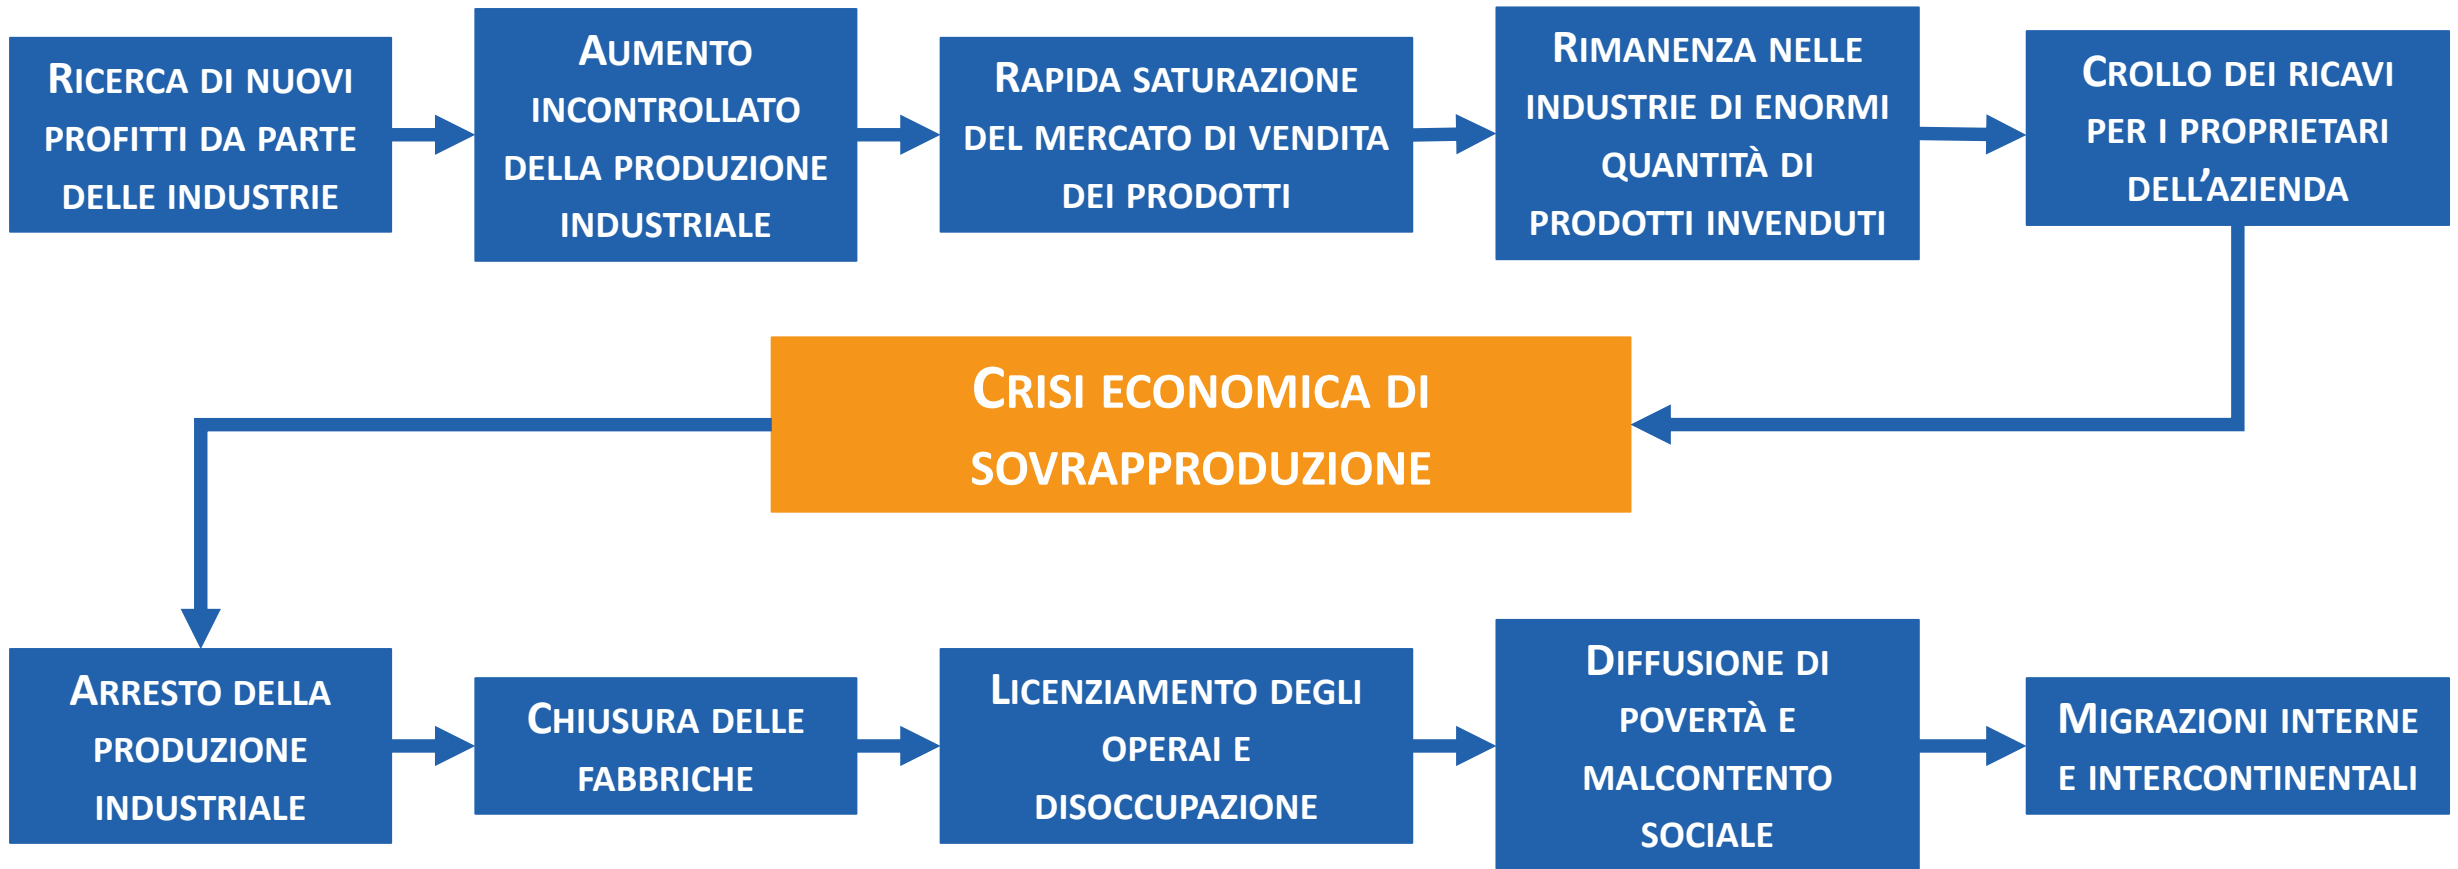 Ricerca di nuovi
profitti da parte
delle industrie
Aumento
incontrollato
della produzione
industriale
Rapida saturazione
del mercato di vendita
dei prodotti
Rimanenza nelle
industrie di enormi
quantità di
prodotti invenduti
Crollo dei ricavi
per i proprietari
dell’azienda
Crisi economica di
sovrapproduzione
Arresto della
produzione
industriale
Chiusura delle
fabbriche
Licenziamento degli
operai e
disoccupazione
Diffusione di
povertà e
malcontento
sociale
Migrazioni interne
e intercontinentali